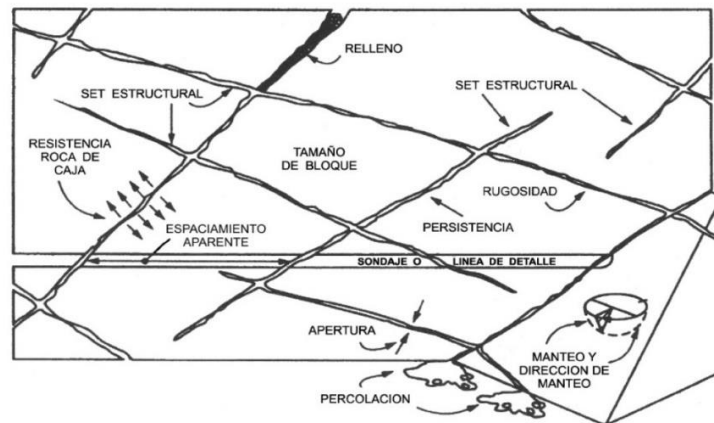 RELLENO
SET ESTRUCTURAL
SET ESTRUCTURAL
RESISTENCIA
ROCA DE
CAJA
TAMAÑO
DE BLOQUE
RUGOSIDAD
PERSISTENCIA
ESPACIAMIENTO
APARENTE
SONDAJE O LINEA DE DETALLE
APERTURA
MANTEO Y
DIRECCION DE
MANTEO
PERCOLACION